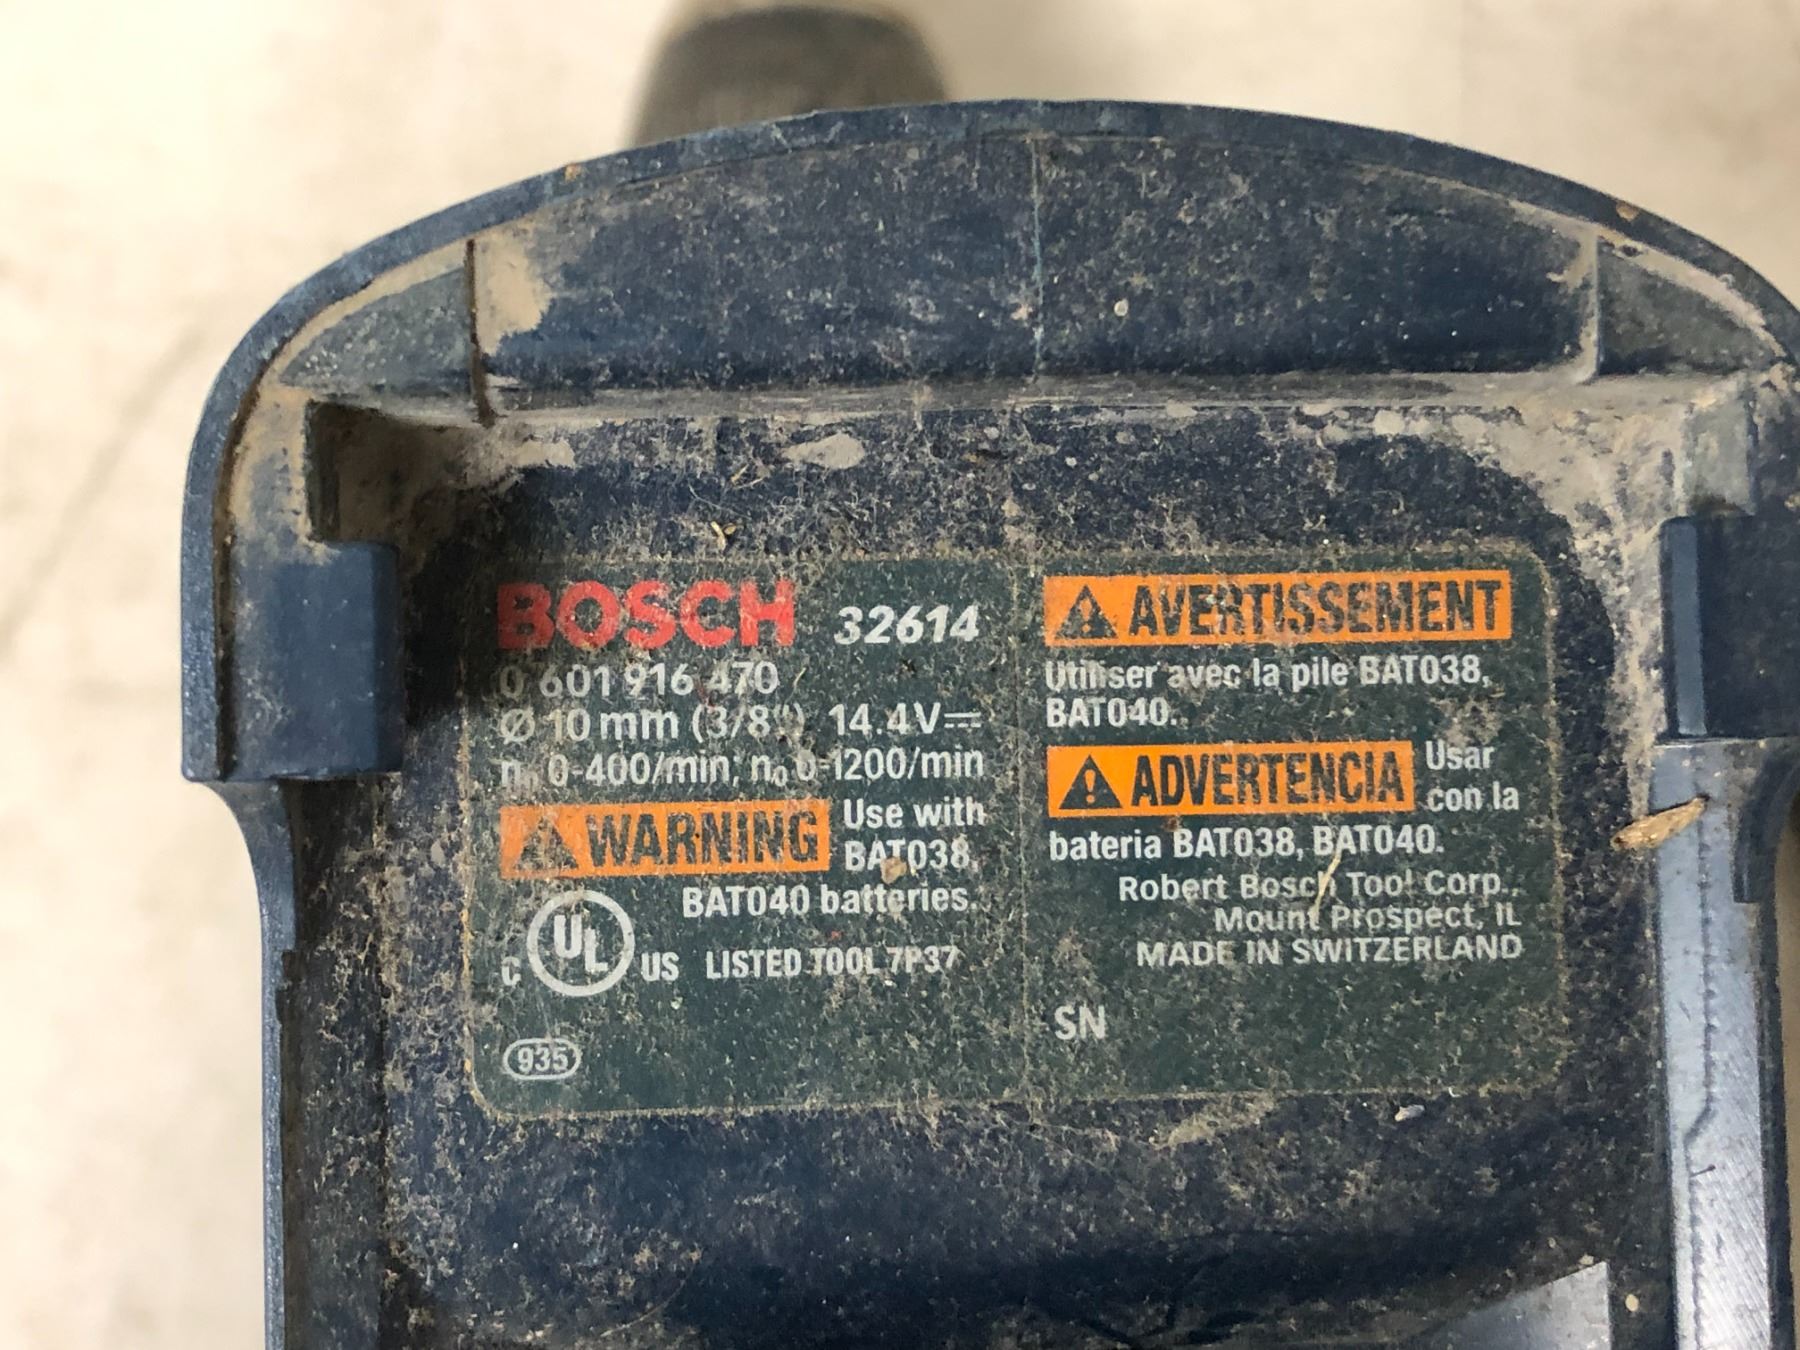 BOSCH 32614
0 601 916 470
Ø 10 mm (3/8") 14.4V⎓
n₀ 0-400/min; n₀ 0-1200/min
WARNING Use with
BAT038,
BAT040 batteries.
C UL US LISTED TOOL 7P37
935
AVERTISSEMENT
Utiliser avec la pile BAT038,
BAT040.
ADVERTENCIA Usar
con la
bateria BAT038, BAT040.
Robert Bosch Tool Corp.,
Mount Prospect, IL
MADE IN SWITZERLAND
SN